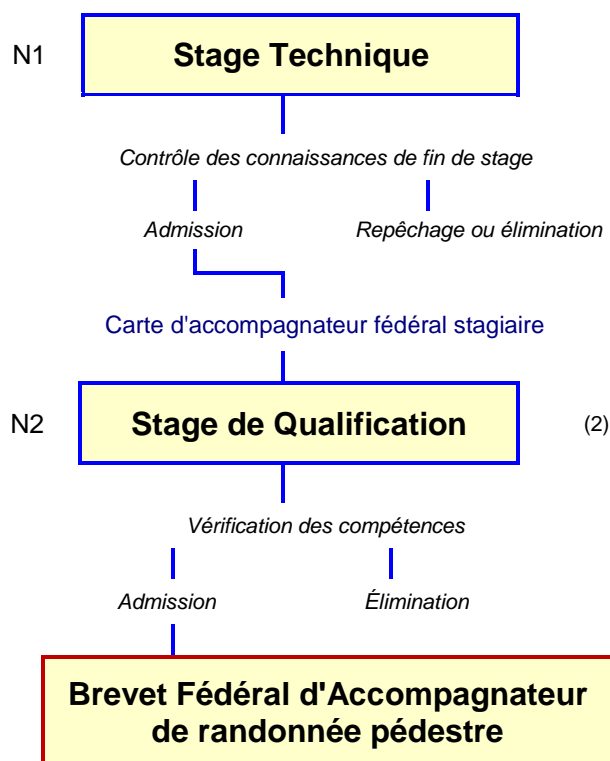 N1 Stage Technique
Contrôle des connaissances de fin de stage
Admission Repêchage ou élimination
Carte d'accompagnateur fédéral stagiaire
N2 Stage de Qualification (2)
Vérification des compétences
Admission Élimination
Brevet Fédéral d'Accompagnateur
de randonnée pédestre